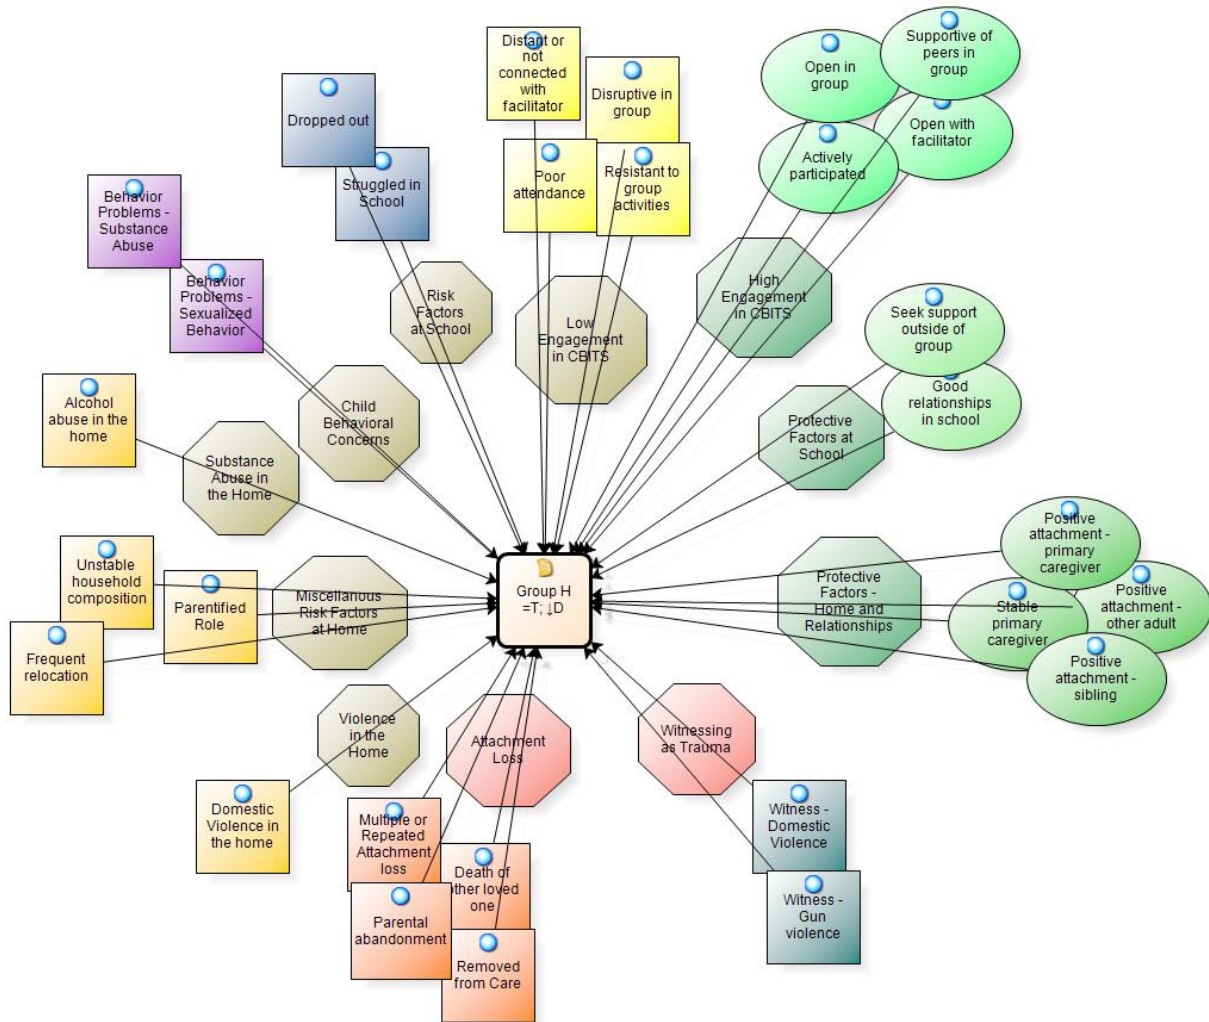 Distant or
not
connected
with
facilitator
Disruptive in
group
Poor
attendance
Resistant to
group
activities
Open in
group
Supportive of
peers in
group
Actively
participated
Open with
facilitator
Dropped out
Struggled in
School
Behavior
Problems -
Substance
Abuse
Behavior
Problems -
Sexualized
Behavior
Risk
Factors
at School
Low
Engagement
in CBITS
High
Engagement
in CBITS
Seek support
outside of
group
Good
relationships
in school
Alcohol
abuse in the
home
Child
Behavioral
Concerns
Substance
Abuse in
the Home
Protective
Factors at
School
Unstable
household
composition
Parentified
Role
Frequent
relocation
Miscellanous
Risk Factors
at Home
Group H
=T; ↓D
Protective
Factors -
Home and
Relationships
Positive
attachment -
primary
caregiver
Stable
primary
caregiver
Positive
attachment -
other adult
Positive
attachment -
sibling
Violence
in the
Home
Attachment
Loss
Witnessing
as Trauma
Domestic
Violence in
the home
Multiple or
Repeated
Attachment
loss
Death of
other loved
one
Parental
abandonment
Removed
from Care
Witness -
Domestic
Violence
Witness -
Gun
violence